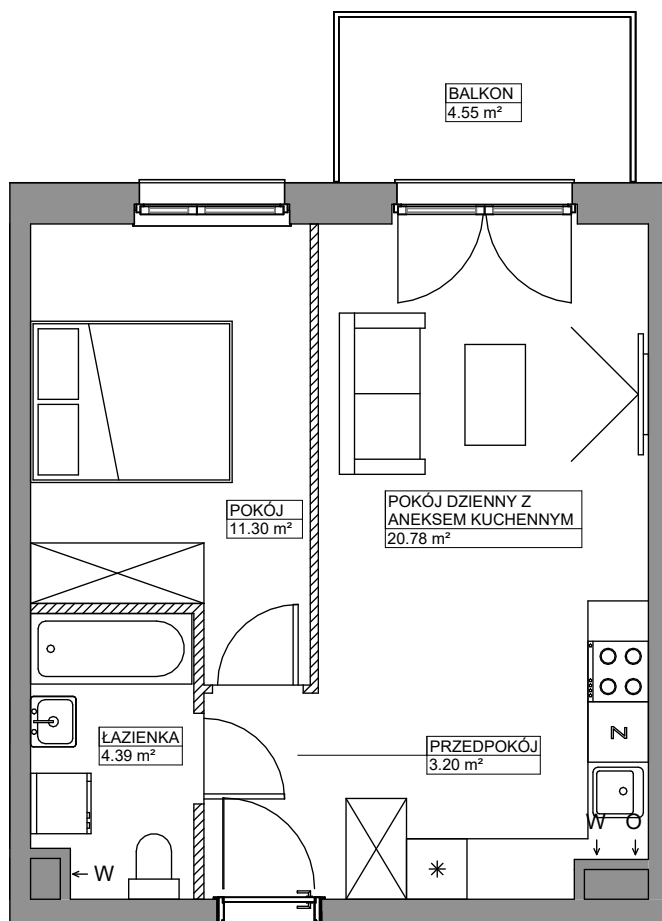 BALKON
4.55 m²
POKÓJ
11.30 m²
POKÓJ DZIENNY Z
ANEKSEM KUCHENNYM
20.78 m²
ŁAZIENKA
4.39 m²
PRZEDPOKÓJ
3.20 m²
Z
W O
W